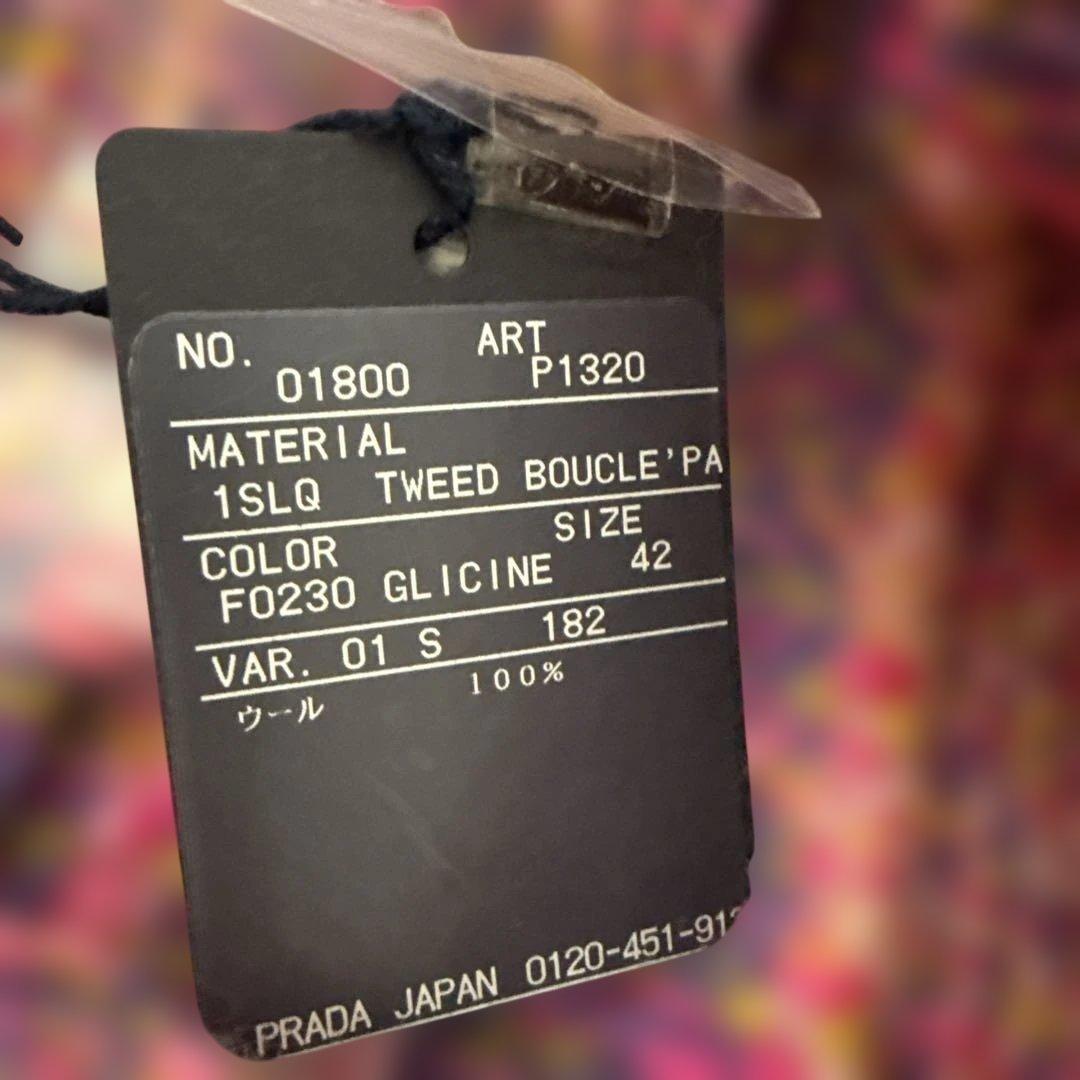 NO. ART
01800 P1320
MATERIAL
1SLQ TWEED BOUCLE'PA
COLOR SIZE
F0230 GLICINE 42
VAR. 01 S 182
ウール 100%
PRADA JAPAN 0120-451-91